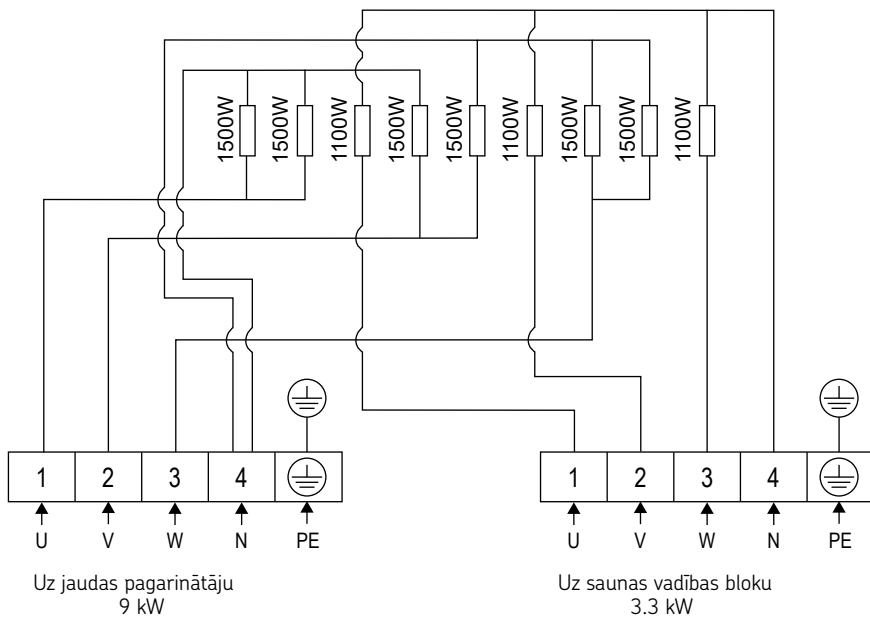 1500W 1500W 1100W 1500W 1500W 1100W 1500W 1500W 1100W
1 2 3 4 1 2 3 4
U V W N PE U V W N PE
Uz jaudas pagarinātāju
9 kW
Uz saunas vadības bloku
3.3 kW